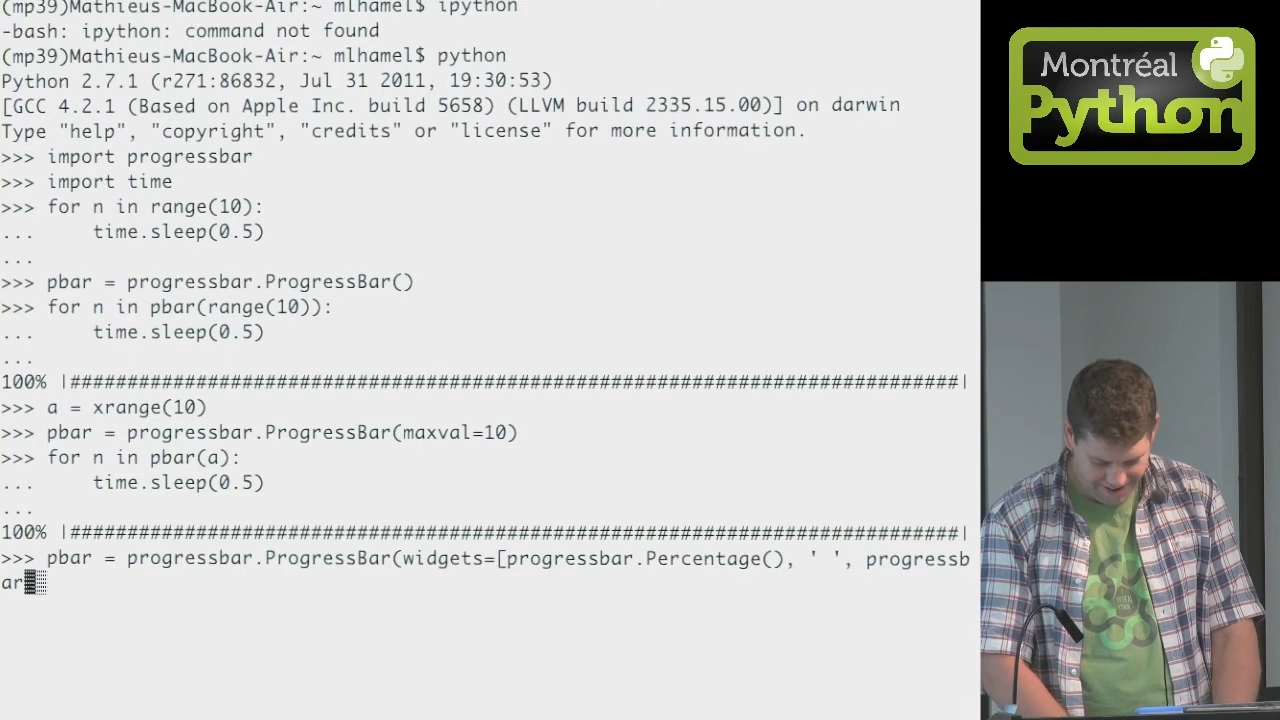 (mp39)Mathieus-MacBook-Air:~ mlhamel$ ipython
-bash: ipython: command not found
(mp39)Mathieus-MacBook-Air:~ mlhamel$ python
Python 2.7.1 (r271:86832, Jul 31 2011, 19:30:53)
[GCC 4.2.1 (Based on Apple Inc. build 5658) (LLVM build 2335.15.00)] on darwin
Type "help", "copyright", "credits" or "license" for more information.
>>> import progressbar
>>> import time
>>> for n in range(10):
...     time.sleep(0.5)
...
>>> pbar = progressbar.ProgressBar()
>>> for n in pbar(range(10)):
...     time.sleep(0.5)
...
100% |##############################################################################|
>>> a = xrange(10)
>>> pbar = progressbar.ProgressBar(maxval=10)
>>> for n in pbar(a):
...     time.sleep(0.5)
...
100% |##############################################################################|
>>> pbar = progressbar.ProgressBar(widgets=[progressbar.Percentage(), ' ', progressb
ar
Montréal
Python